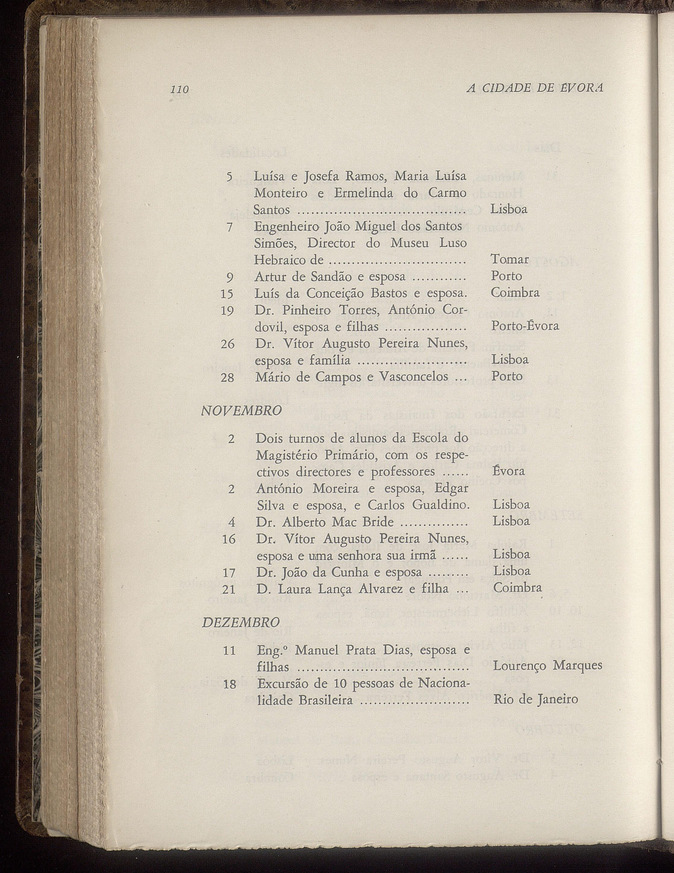 110 A CIDADE DE ÉVORA
5 Luísa e Josefa Ramos, Maria Luísa
Monteiro e Ermelinda do Carmo
Santos ..................................... Lisboa
7 Engenheiro João Miguel dos Santos
Simões, Director do Museu Luso
Hebraico de .............................. Tomar
9 Artur de Sandão e esposa ............ Porto
15 Luís da Conceição Bastos e esposa. Coimbra
19 Dr. Pinheiro Torres, António Cor-
dovil, esposa e filhas .................. Porto-Évora
26 Dr. Vítor Augusto Pereira Nunes,
esposa e família ........................ Lisboa
28 Mário de Campos e Vasconcelos ... Porto
NOVEMBRO
2 Dois turnos de alunos da Escola do
Magistério Primário, com os respe-
ctivos directores e professores ...... Évora
2 António Moreira e esposa, Edgar
Silva e esposa, e Carlos Gualdino. Lisboa
4 Dr. Alberto Mac Bride ............... Lisboa
16 Dr. Vítor Augusto Pereira Nunes,
esposa e uma senhora sua irmã ...... Lisboa
17 Dr. João da Cunha e esposa ......... Lisboa
21 D. Laura Lança Alvarez e filha ... Coimbra
DEZEMBRO
11 Eng.º Manuel Prata Dias, esposa e
filhas ...................................... Lourenço Marques
18 Excursão de 10 pessoas de Naciona-
lidade Brasileira ........................ Rio de Janeiro